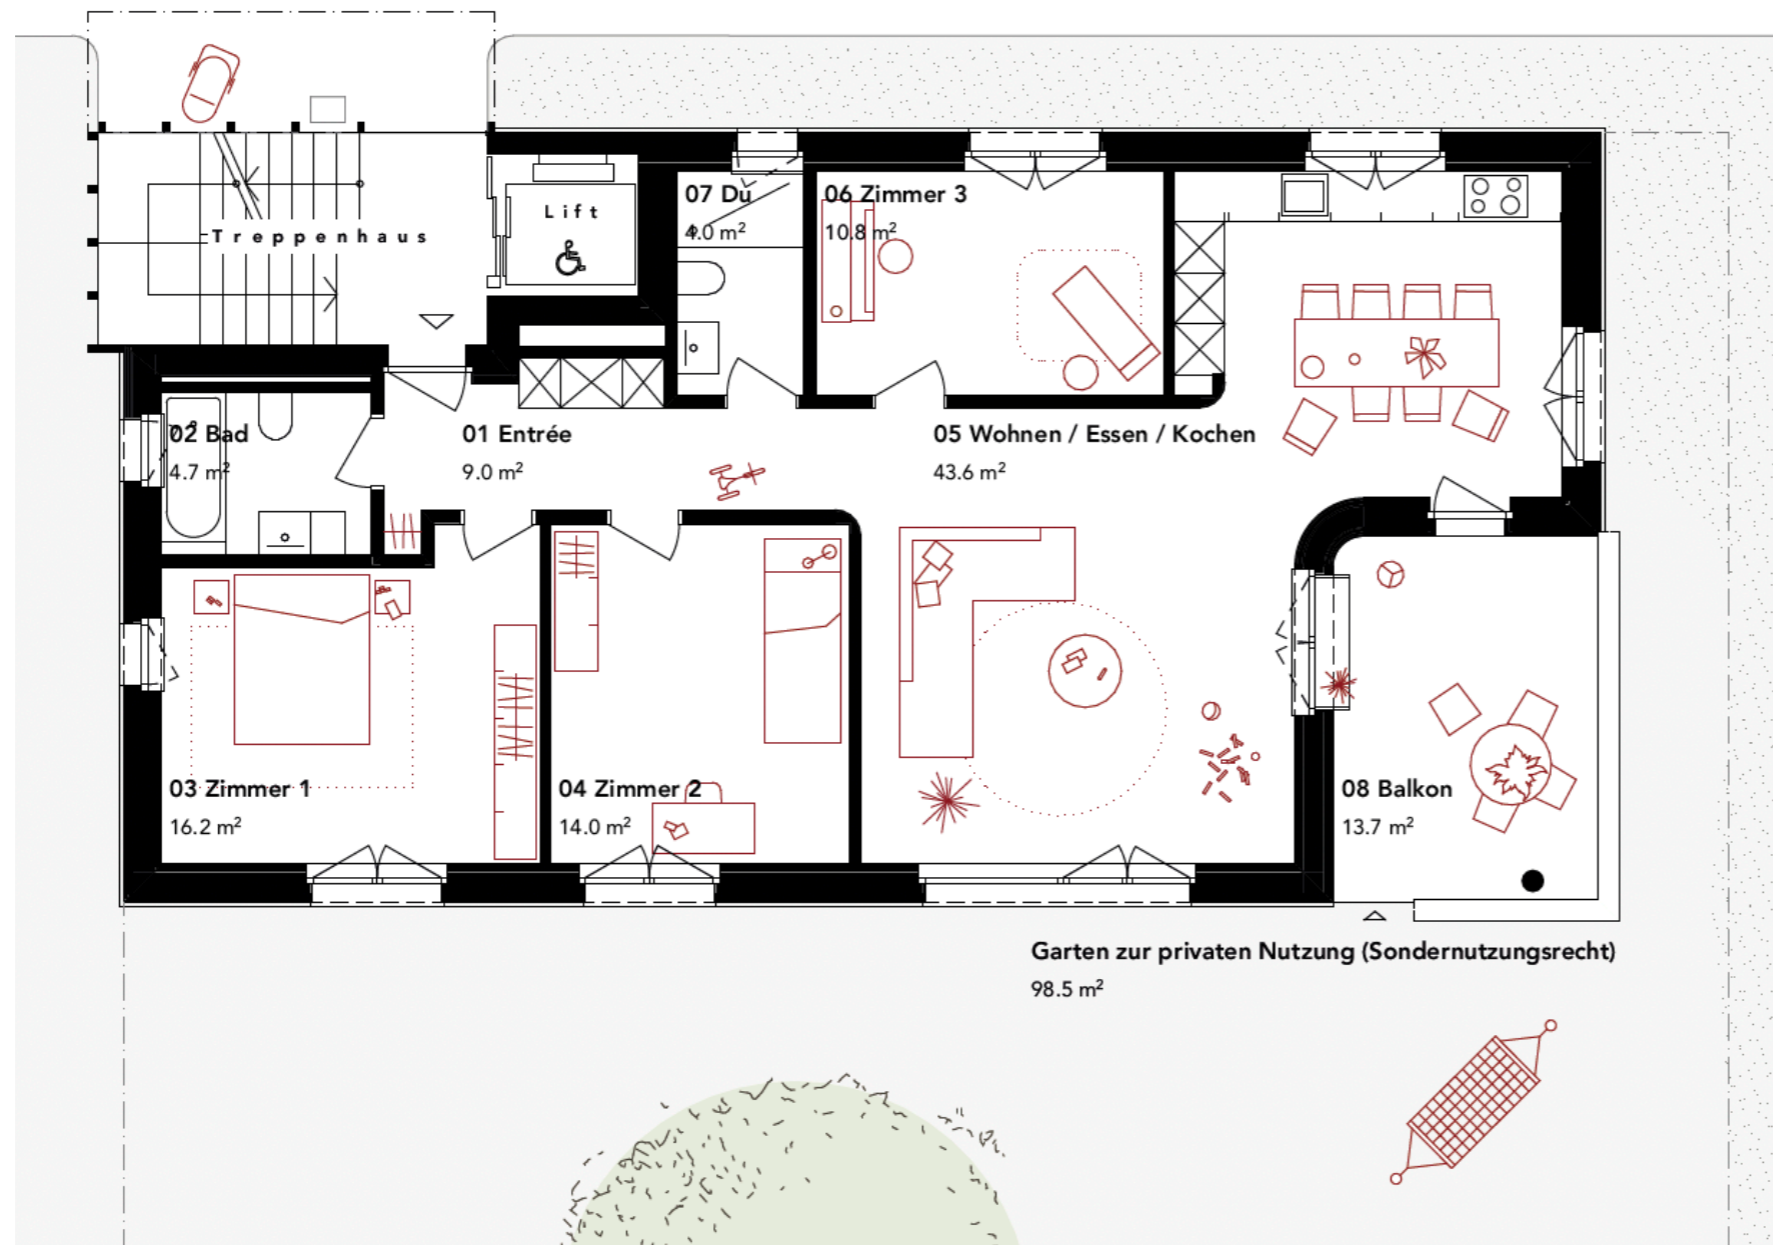 Lift
Treppenhaus
07 Du
4.0 m²
06 Zimmer 3
10.8 m²
02 Bad
4.7 m²
01 Entrée
9.0 m²
05 Wohnen / Essen / Kochen
43.6 m²
03 Zimmer 1
16.2 m²
04 Zimmer 2
14.0 m²
08 Balkon
13.7 m²
Garten zur privaten Nutzung (Sondernutzungsrecht)
98.5 m²